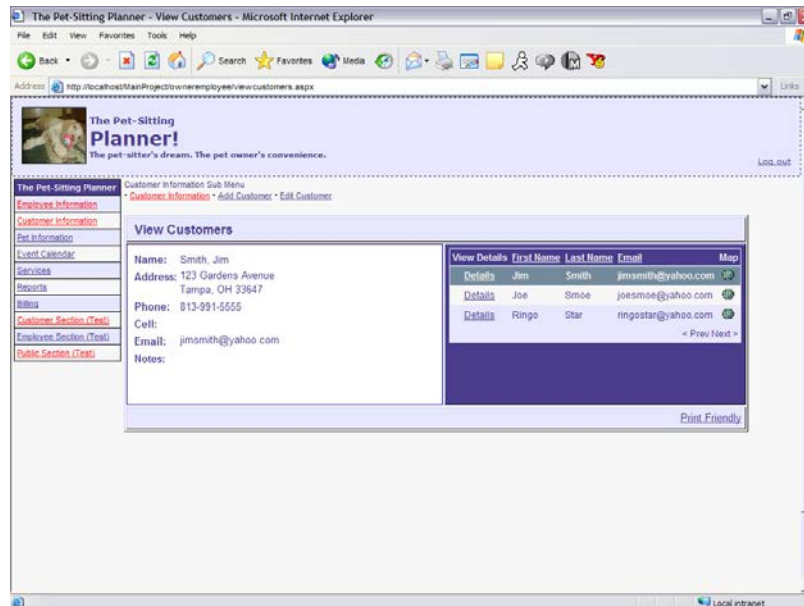 The Pet-Sitting Planner - View Customers - Microsoft Internet Explorer
File Edit View Favorites Tools Help
Back Search Favorites Media
Address http://localhost/MainProject/owneremployee/viewcustomers.aspx Links
The Pet-Sitting
Planner!
The pet-sitter's dream. The pet owner's convenience.
Log out
The Pet-Sitting Planner
Employee Information
Customer Information
Pet Information
Event Calendar
Services
Reports
Billing
Customer Section (Test)
Employee Section (Test)
Public Section (Test)
Customer Information Sub Menu
• Customer Information • Add Customer • Edit Customer
View Customers
Name: Smith, Jim
Address: 123 Gardens Avenue
Tampa, OH 33647
Phone: 813-991-5555
Cell:
Email: jimsmith@yahoo.com
Notes:
View Details First Name Last Name Email Map
Details Jim Smith jimsmith@yahoo.com
Details Joe Smoe joesmoe@yahoo.com
Details Ringo Star ringostar@yahoo.com
< Prev Next >
Print Friendly
Local intranet